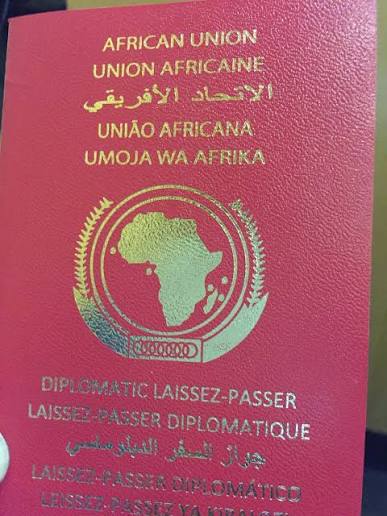 AFRICAN UNION
UNION AFRICAINE
الاتحاد الأفريقي
UNIÃO AFRICANA
UMOJA WA AFRIKA
DIPLOMATIC LAISSEZ-PASSER
LAISSEZ-PASSER DIPLOMATIQUE
جواز السفر الدبلوماسي
LAISSEZ-PASSER DIPLOMÁTICO
LEISSEZ-PASSEZ YA